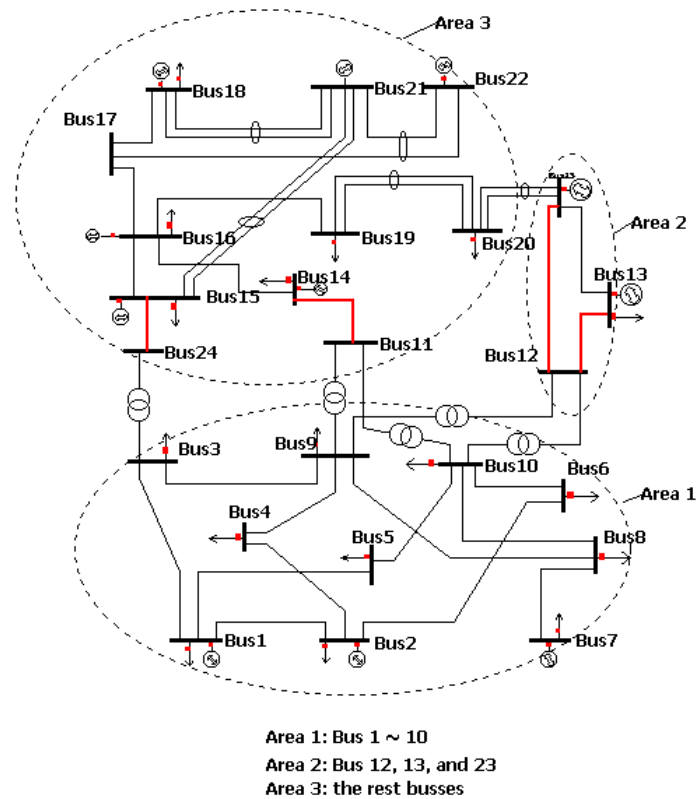 Area 3
Bus18
Bus21
Bus22
Bus17
Bus23
Area 2
Bus16
Bus19
Bus20
Bus14
Bus13
Bus15
Bus24
Bus11
Bus12
Bus3
Bus9
Bus10
Bus6
Area 1
Bus4
Bus5
Bus8
Bus1
Bus2
Bus7
Area 1: Bus 1 ~ 10
Area 2: Bus 12, 13, and 23
Area 3: the rest busses